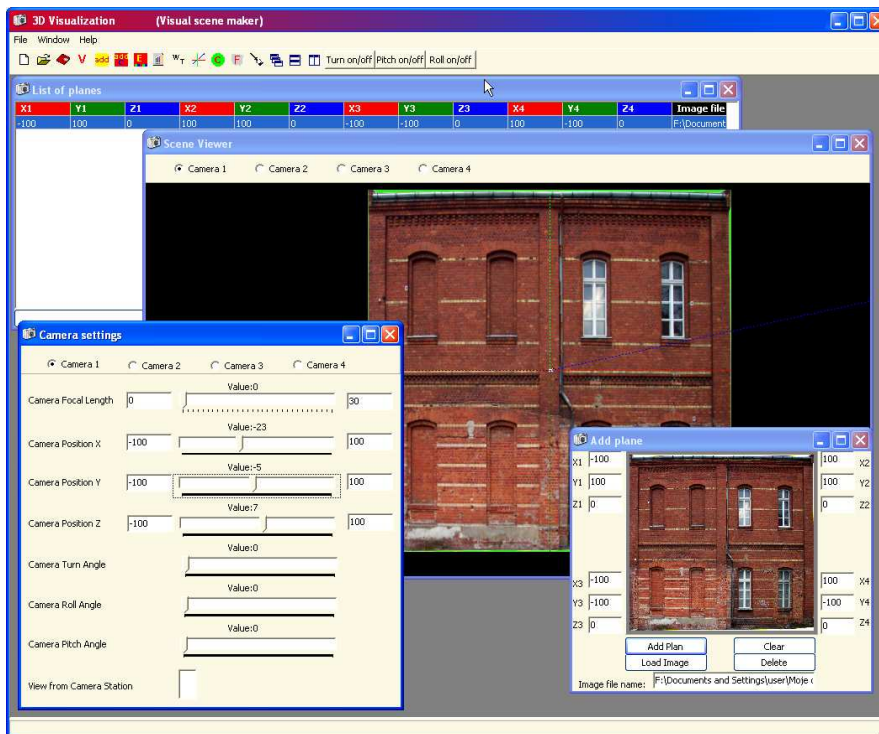 3D Visualization (Visual scene maker)
File Window Help
V add add E W T C F Turn on/off Pitch on/off Roll on/off
List of planes
X1 Y1 Z1 X2 Y2 Z2 X3 Y3 Z3 X4 Y4 Z4 Image file
-100 100 0 100 100 0 -100 -100 0 100 -100 0 F:\Document
Scene Viewer
Camera 1 Camera 2 Camera 3 Camera 4
Camera settings
Camera 1 Camera 2 Camera 3 Camera 4
Value:0
Camera Focal Length 0 30
Value:-23
Camera Position X -100 100
Value:-5
Camera Position Y -100 100
Value:7
Camera Position Z -100 100
Value:0
Camera Turn Angle
Value:0
Camera Roll Angle
Value:0
Camera Pitch Angle
View from Camera Station
Add plane
X1 -100 100 X2
Y1 100 100 Y2
Z1 0 0 Z2
X3 -100 100 X4
Y3 -100 -100 Y4
Z3 0 0 Z4
Add Plan Clear
Load Image Delete
Image file name: F:\Documents and Settings\user\Moje